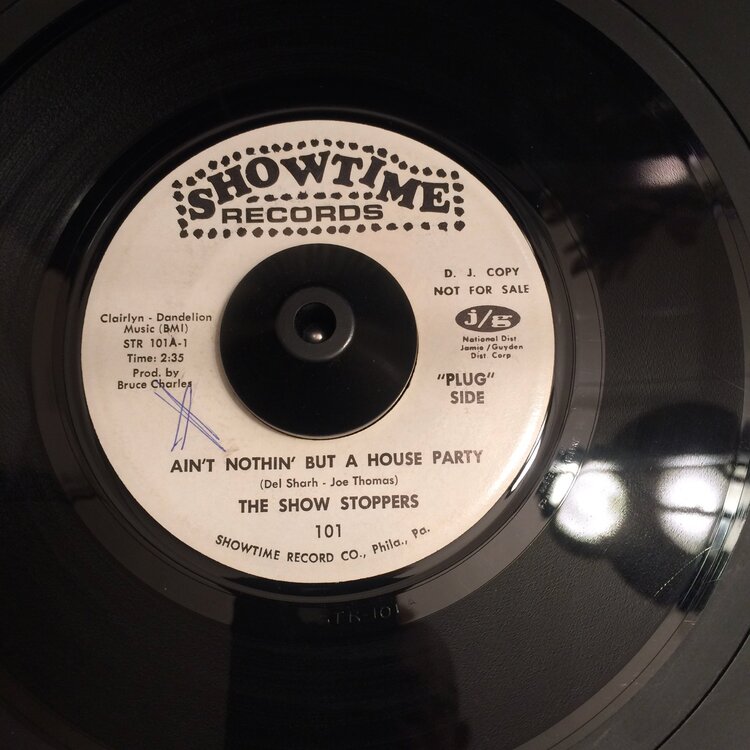 SHOWTIME
RECORDS
D. J. COPY
NOT FOR SALE
j/g
National Dist
Jamie/Guyden
Dist. Corp
"PLUG"
SIDE
Clairlyn - Dandelion
Music (BMI)
STR 101A-1
Time: 2:35
Prod. by
Bruce Charles
AIN'T NOTHIN' BUT A HOUSE PARTY
(Del Sharh - Joe Thomas)
THE SHOW STOPPERS
101
SHOWTIME RECORD CO., Phila., Pa.
STR-101